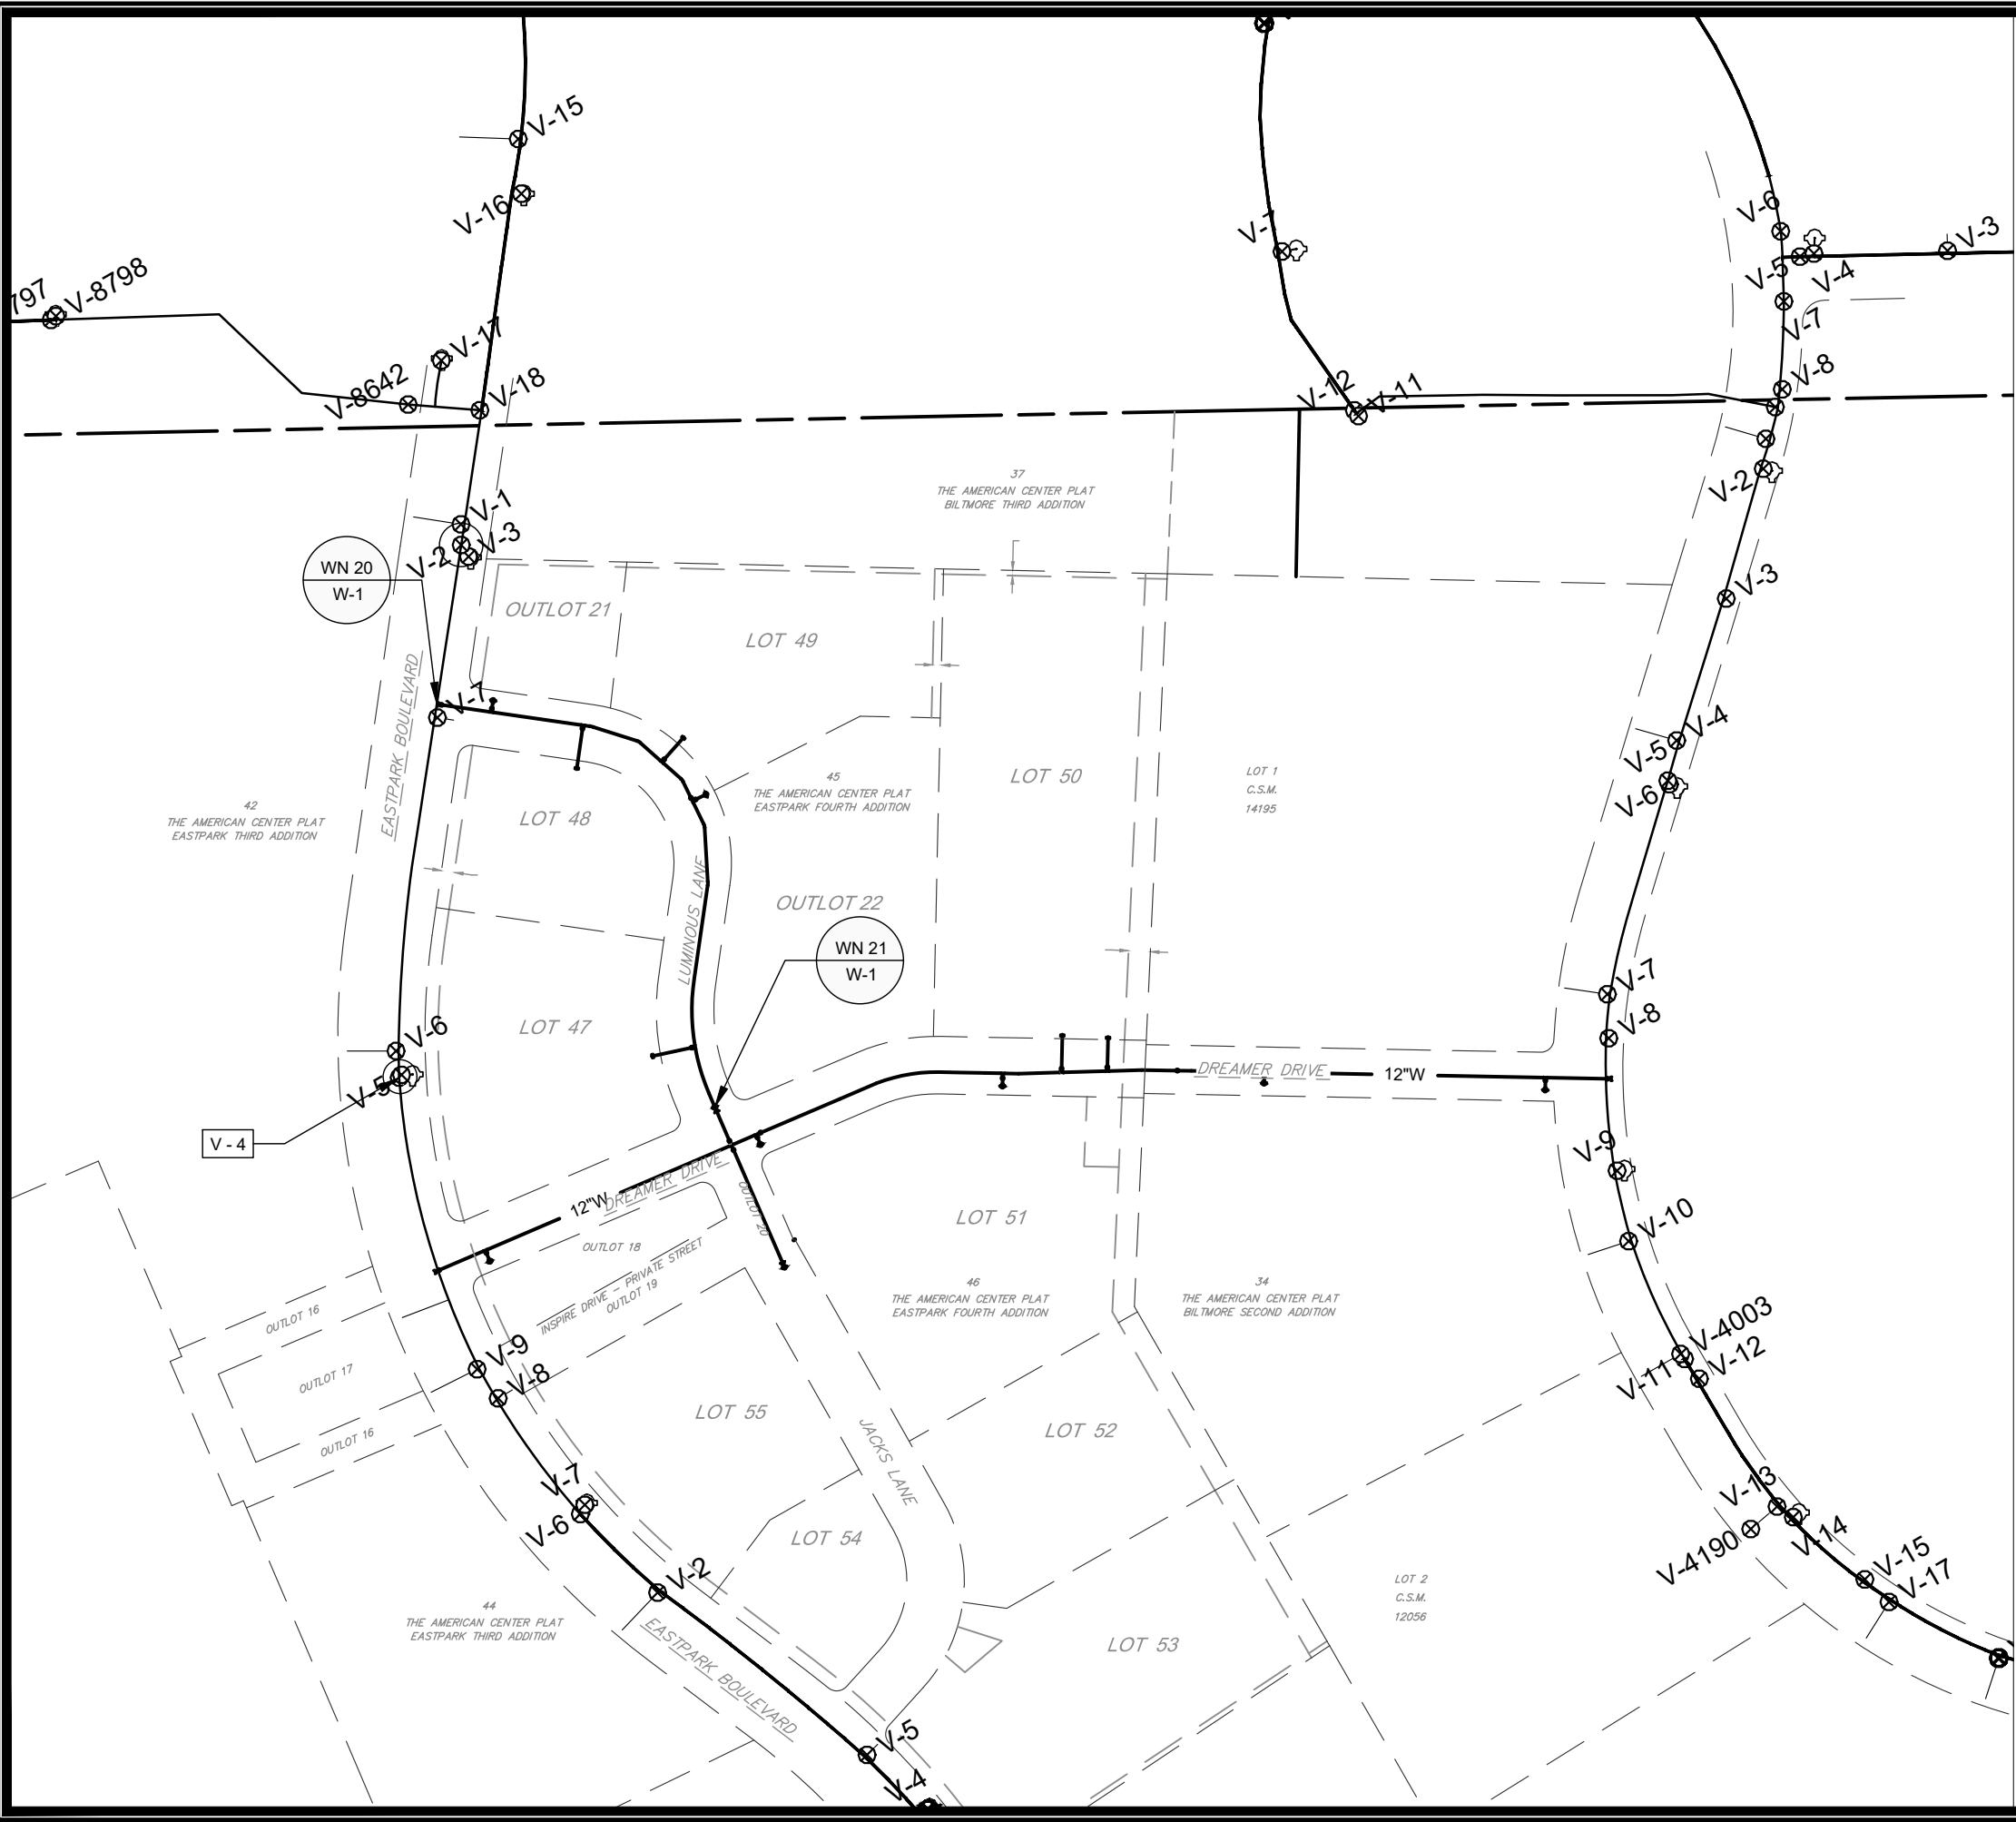 V-15
V-16
V-6
V-3
V-5
V-4
V-8798
V-7
V-17
V-8
V-8642
V-18
V-12
V-11
37
THE AMERICAN CENTER PLAT
BILTMORE THIRD ADDITION
V-2
V-1
V-3
V-2
WN 20
W-1
V-3
OUTLOT 21
LOT 49
EASTPARK BOULEVARD
V-7
V-4
V-5
V-6
LOT 50
LOT 1
C.S.M.
14195
45
THE AMERICAN CENTER PLAT
EASTPARK FOURTH ADDITION
42
THE AMERICAN CENTER PLAT
EASTPARK THIRD ADDITION
LOT 48
LUMINOUS LANE
OUTLOT 22
WN 21
W-1
V-7
V-8
LOT 47
V-6
V-5
DREAMER DRIVE
12"W
V - 4
V-9
DREAMER DRIVE
12"W
OUTLOT 20
LOT 51
V-10
OUTLOT 18
INSPIRE DRIVE - PRIVATE STREET
OUTLOT 19
46
THE AMERICAN CENTER PLAT
EASTPARK FOURTH ADDITION
34
THE AMERICAN CENTER PLAT
BILTMORE SECOND ADDITION
OUTLOT 16
V-4003
V-12
V-11
V-9
V-8
OUTLOT 17
LOT 55
LOT 52
OUTLOT 16
JACKS LANE
V-7
V-6
V-13
V-14
V-4190
LOT 54
V-15
V-17
V-2
LOT 2
C.S.M.
12056
44
THE AMERICAN CENTER PLAT
EASTPARK THIRD ADDITION
LOT 53
EASTPARK BOULEVARD
V-5
V-4